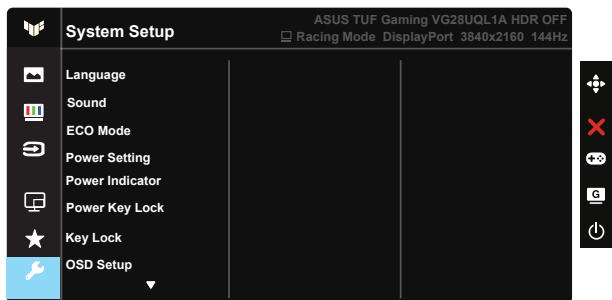 System Setup
ASUS TUF Gaming VG28UQL1A HDR OFF
Racing Mode DisplayPort 3840x2160 144Hz
Language
Sound
ECO Mode
Power Setting
Power Indicator
Power Key Lock
Key Lock
OSD Setup
G